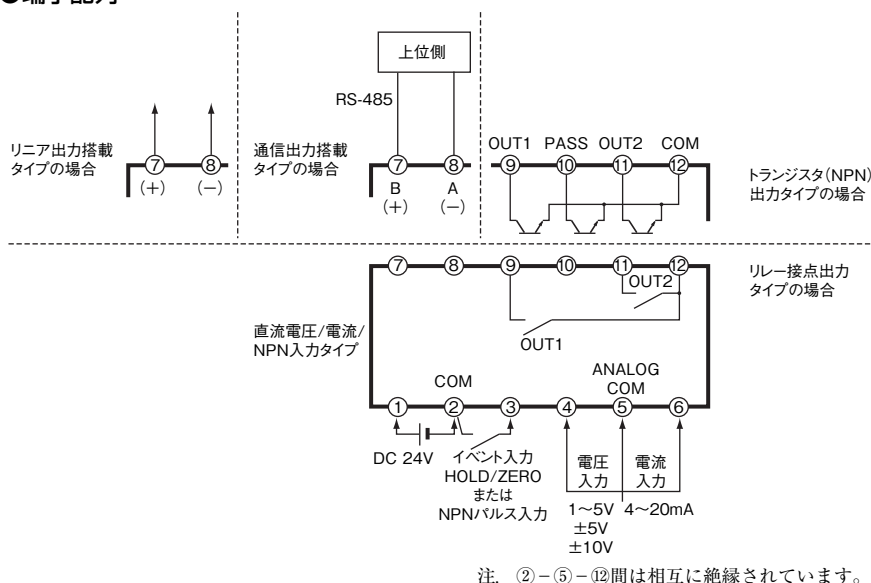 上位側
RS-485
リニア出力搭載
タイプの場合
⑦ ⑧
(+) (−)
通信出力搭載
タイプの場合
⑦ ⑧
B A
(+) (−)
OUT1 PASS OUT2 COM
⑨ ⑩ ⑪ ⑫
トランジスタ(NPN)
出力タイプの場合
⑦ ⑧ ⑨ ⑩ ⑪ ⑫
リレー接点出力
タイプの場合
OUT2
OUT1
直流電圧/電流/
NPN入力タイプ
COM
ANALOG
COM
① ② ③ ④ ⑤ ⑥
DC 24V
イベント入力
HOLD/ZERO
または
NPNパルス入力
電圧
入力
1〜5V
±5V
±10V
電流
入力
4〜20mA
注. ②−⑤−⑫間は相互に絶縁されています。